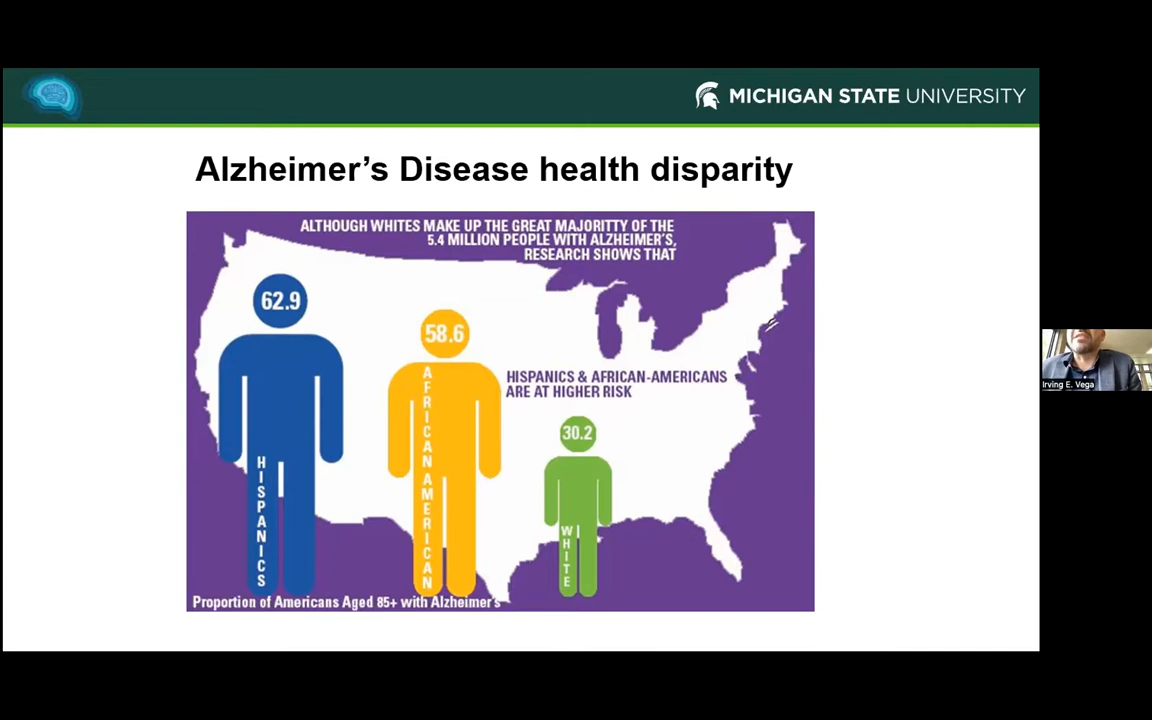 MICHIGAN STATE UNIVERSITY
Alzheimer’s Disease health disparity
ALTHOUGH WHITES MAKE UP THE GREAT MAJORITTY OF THE
5.4 MILLION PEOPLE WITH ALZHEIMER'S,
RESEARCH SHOWS THAT
62.9
58.6
HISPANICS & AFRICAN-AMERICANS
ARE AT HIGHER RISK
30.2
HISPANICS
AFRICAN AMERICAN
WHITE
Proportion of Americans Aged 85+ with Alzheimer's
Irving E. Vega